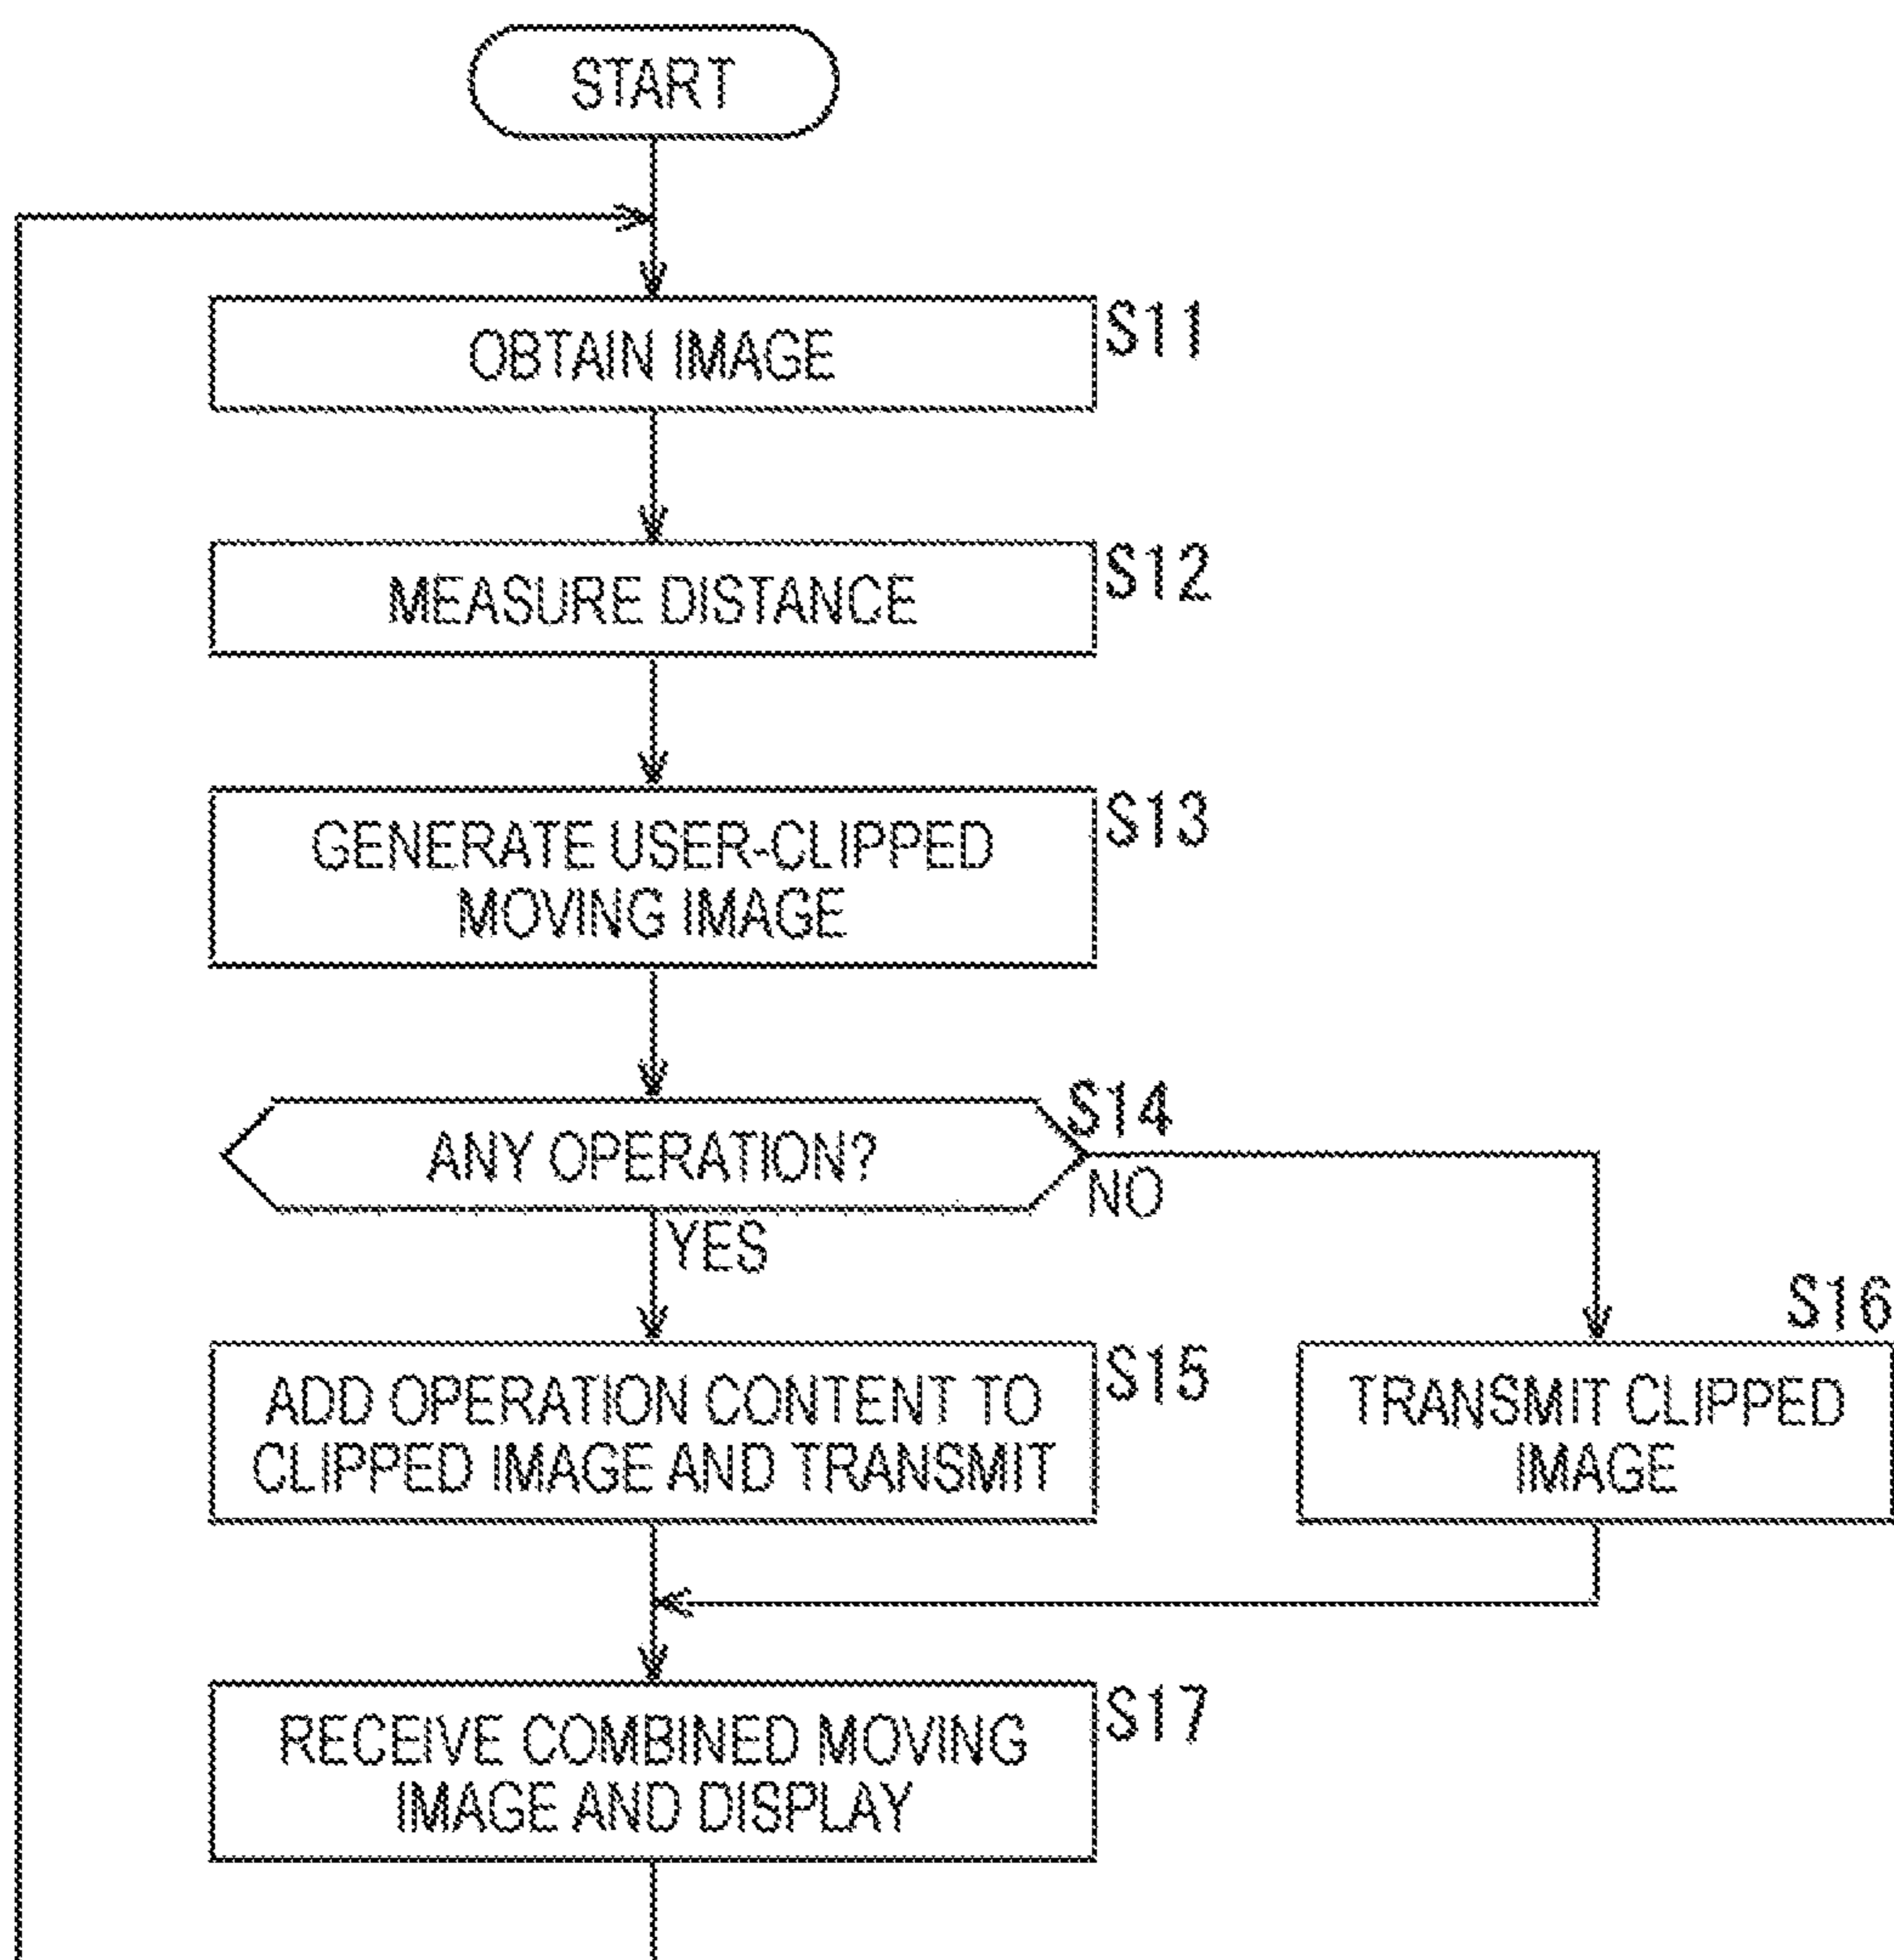 START
OBTAIN IMAGE
S11
MEASURE DISTANCE
S12
GENERATE USER-CLIPPED
MOVING IMAGE
S13
ANY OPERATION?
S14
NO
YES
ADD OPERATION CONTENT TO
CLIPPED IMAGE AND TRANSMIT
S15
S16
TRANSMIT CLIPPED
IMAGE
RECEIVE COMBINED MOVING
IMAGE AND DISPLAY
S17